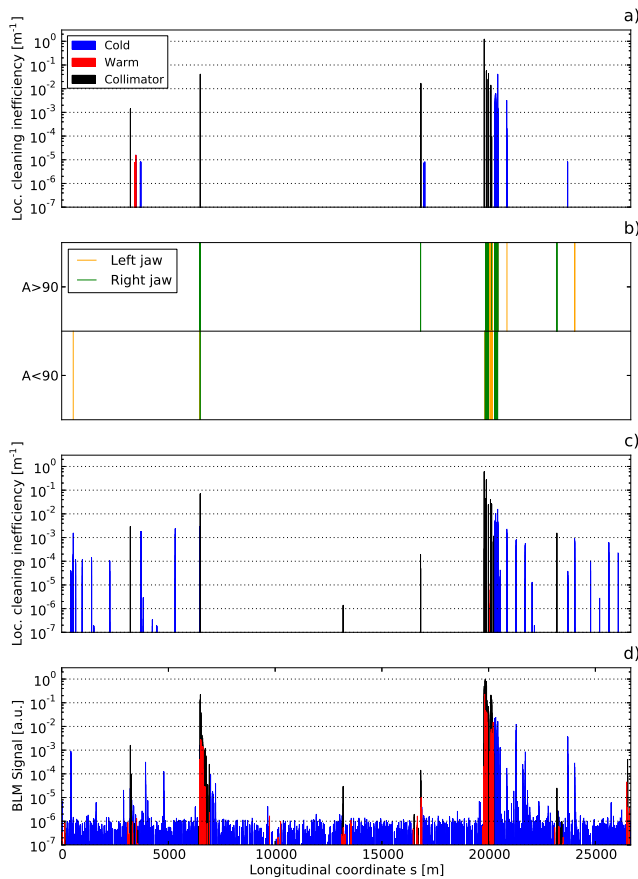 a)
Loc. cleaning inefficiency [m⁻¹]
10⁰
10⁻¹
10⁻²
10⁻³
10⁻⁴
10⁻⁵
10⁻⁶
10⁻⁷
Cold
Warm
Collimator
b)
A>90
A<90
Left jaw
Right jaw
c)
Loc. cleaning inefficiency [m⁻¹]
10⁰
10⁻¹
10⁻²
10⁻³
10⁻⁴
10⁻⁵
10⁻⁶
10⁻⁷
d)
BLM Signal [a.u.]
10⁰
10⁻¹
10⁻²
10⁻³
10⁻⁴
10⁻⁵
10⁻⁶
10⁻⁷
0 5000 10000 15000 20000 25000
Longitudinal coordinate s [m]